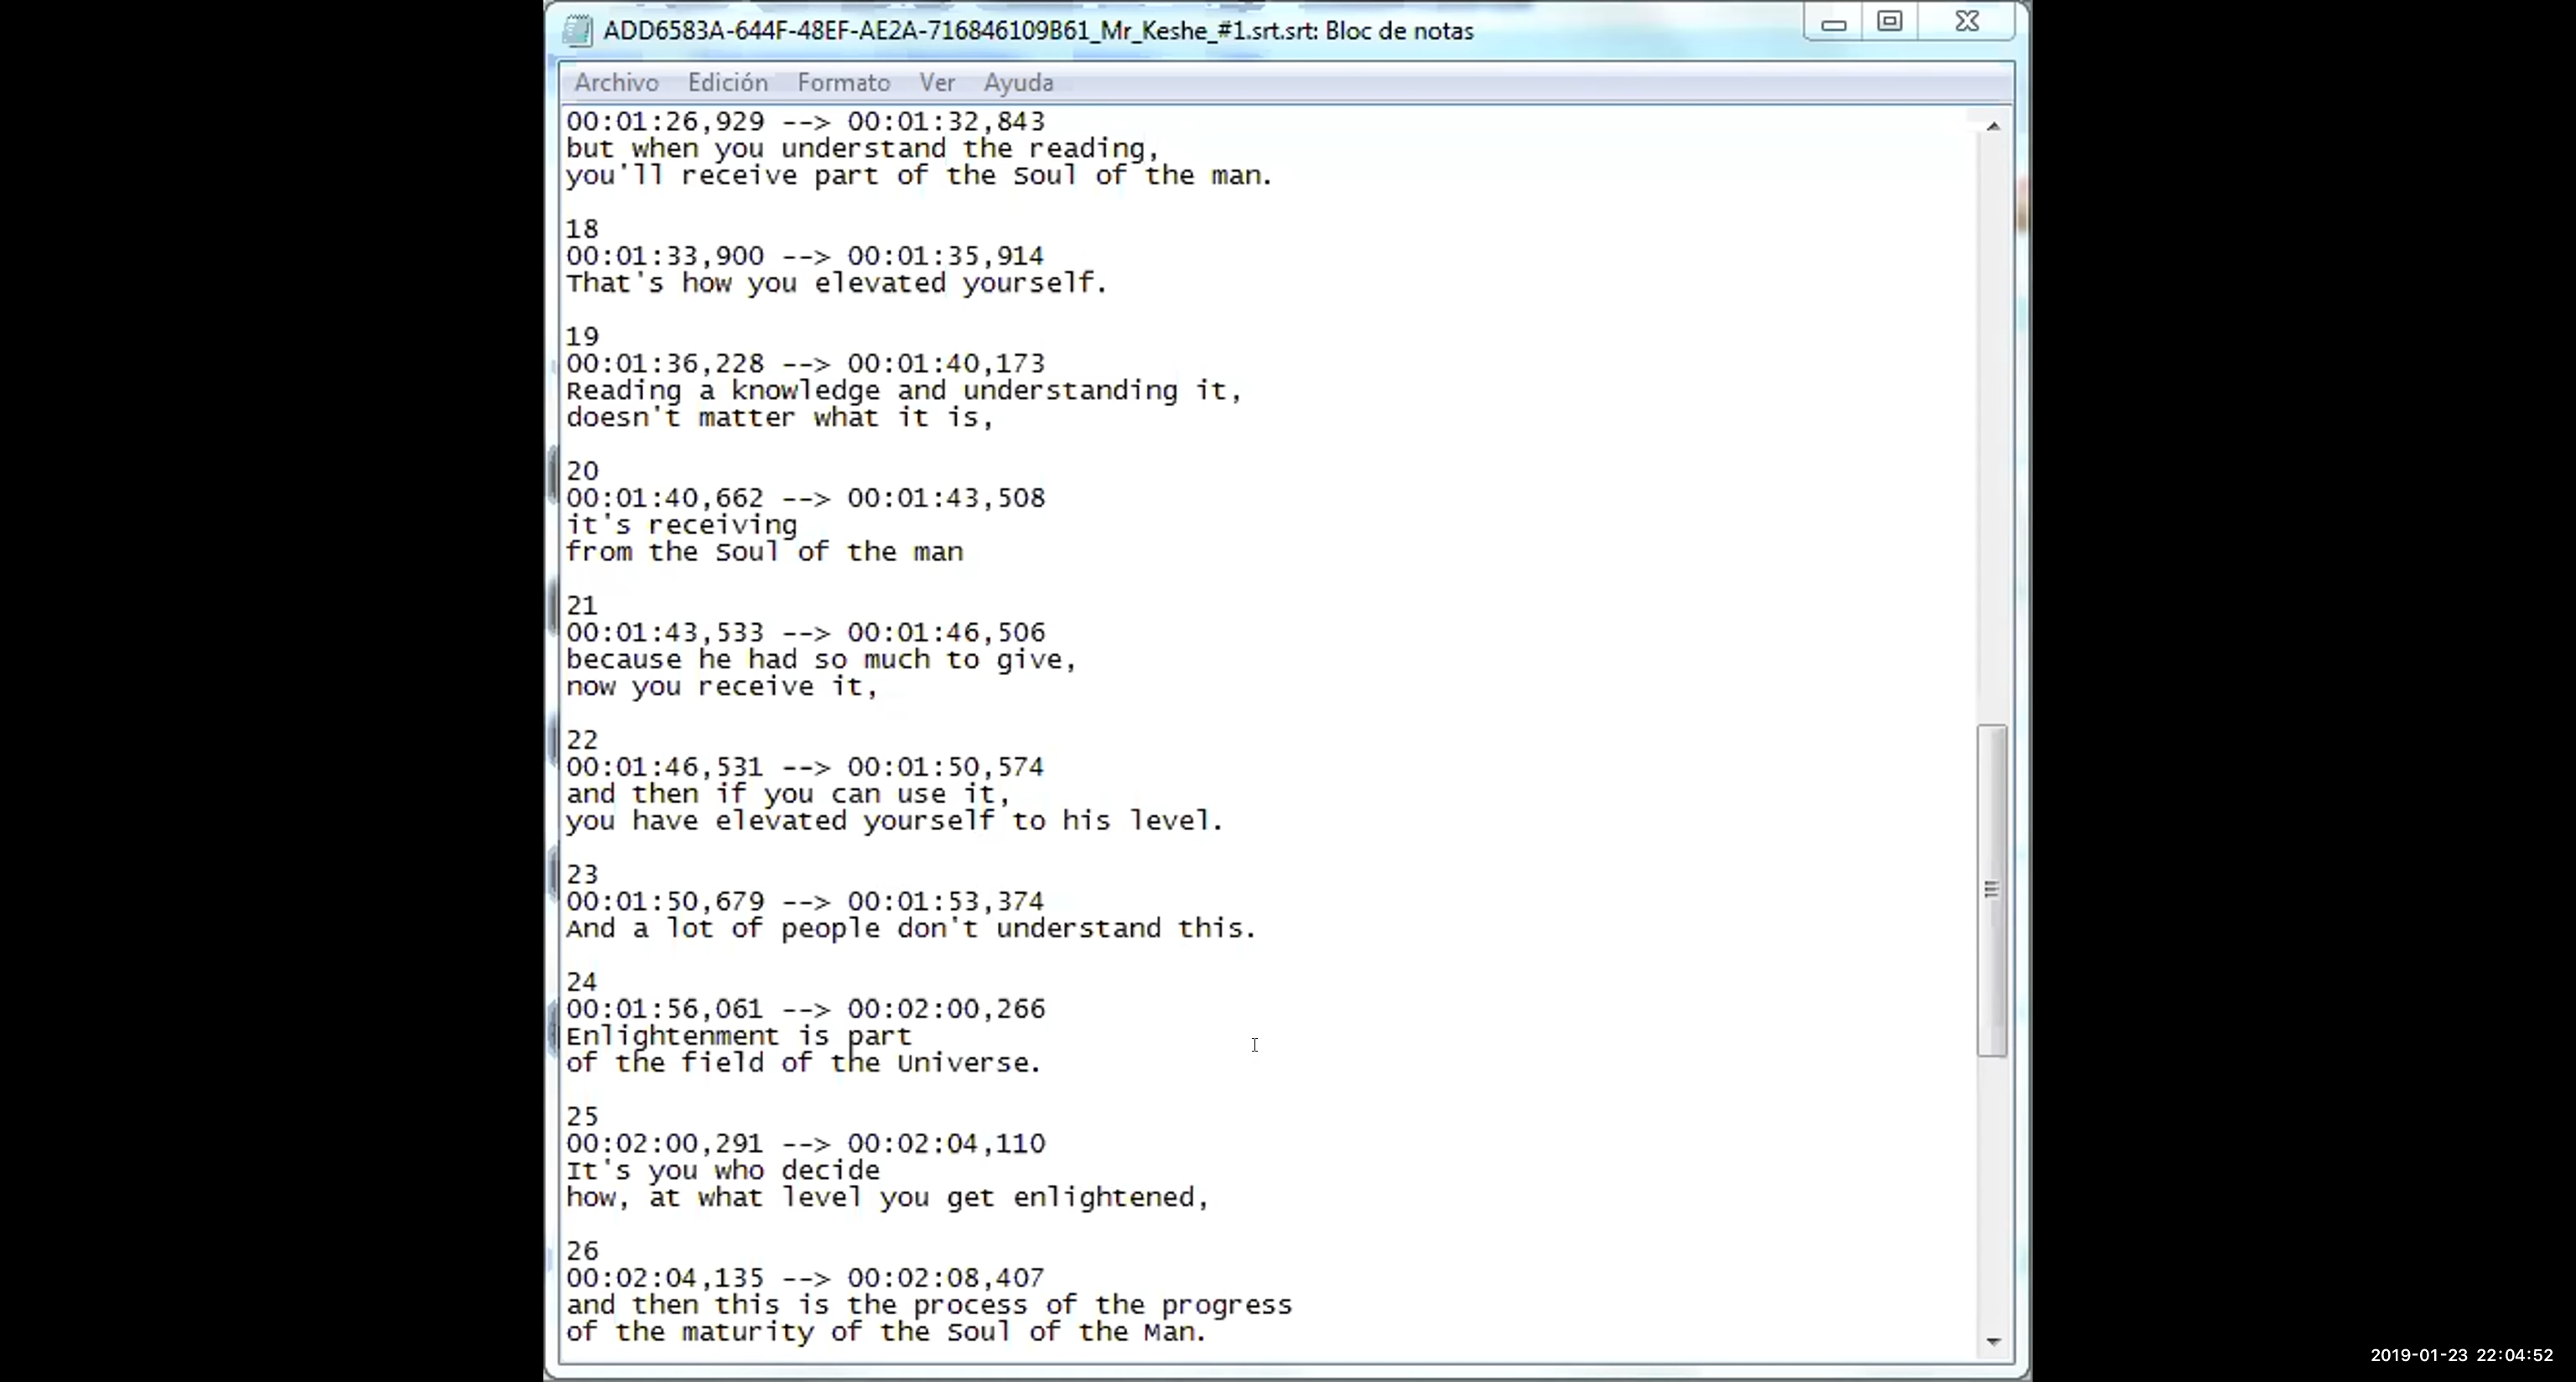 ADD6583A-644F-48EF-AE2A-716846109B61_Mr_Keshe_#1.srt.srt: Bloc de notas
Archivo Edición Formato Ver Ayuda
00:01:26,929 --> 00:01:32,843
but when you understand the reading,
you'll receive part of the Soul of the man.
18
00:01:33,900 --> 00:01:35,914
That's how you elevated yourself.
19
00:01:36,228 --> 00:01:40,173
Reading a knowledge and understanding it,
doesn't matter what it is,
20
00:01:40,662 --> 00:01:43,508
it's receiving
from the Soul of the man
21
00:01:43,533 --> 00:01:46,506
because he had so much to give,
now you receive it,
22
00:01:46,531 --> 00:01:50,574
and then if you can use it,
you have elevated yourself to his level.
23
00:01:50,679 --> 00:01:53,374
And a lot of people don't understand this.
24
00:01:56,061 --> 00:02:00,266
Enlightenment is part
of the field of the Universe.
25
00:02:00,291 --> 00:02:04,110
It's you who decide
how, at what level you get enlightened,
26
00:02:04,135 --> 00:02:08,407
and then this is the process of the progress
of the maturity of the Soul of the Man.
2019-01-23 22:04:52